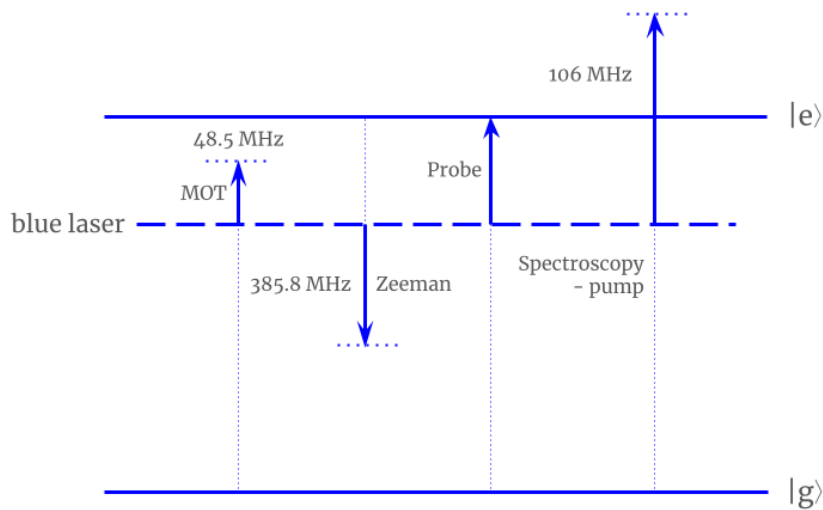 106 MHz
|e⟩
48.5 MHz
MOT
Probe
blue laser
385.8 MHz
Zeeman
Spectroscopy
- pump
|g⟩